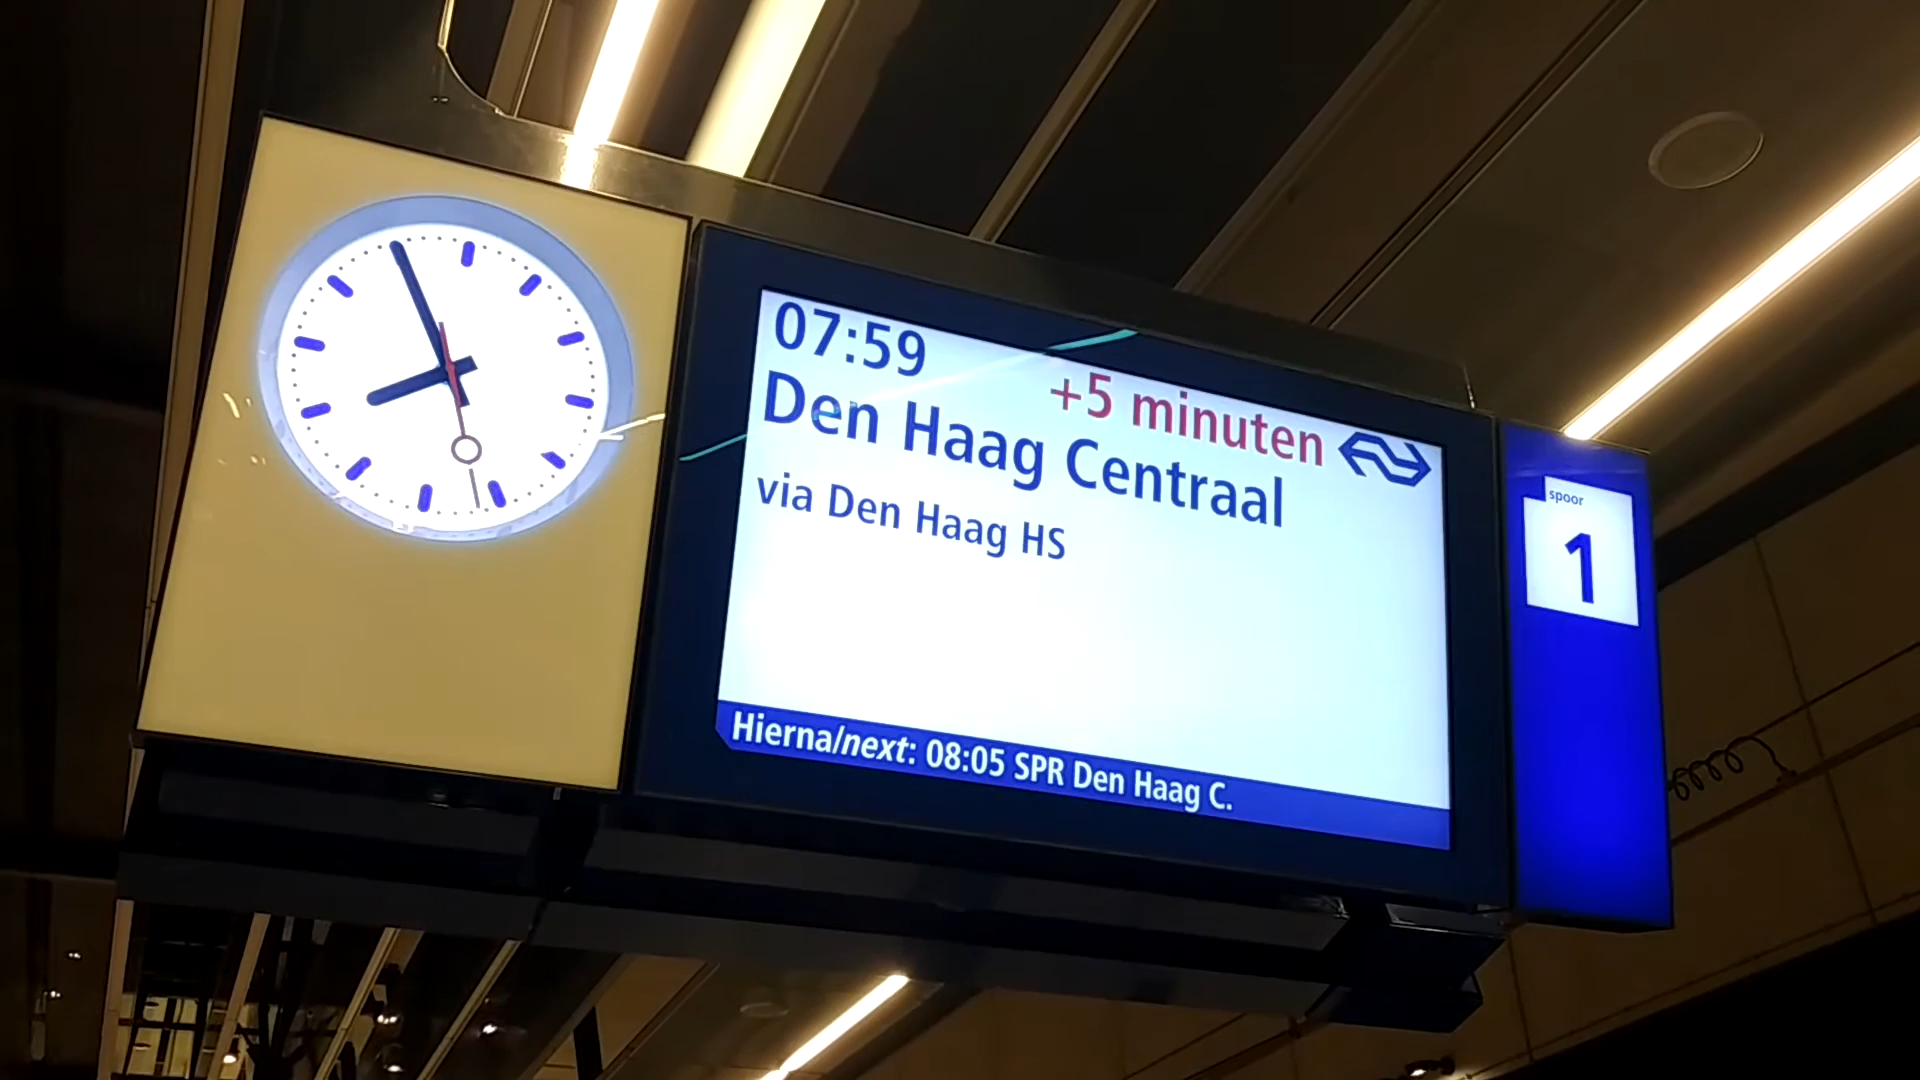 07:59
+5 minuten
Den Haag Centraal
via Den Haag HS
Hierna/next: 08:05 SPR Den Haag C.
spoor
1